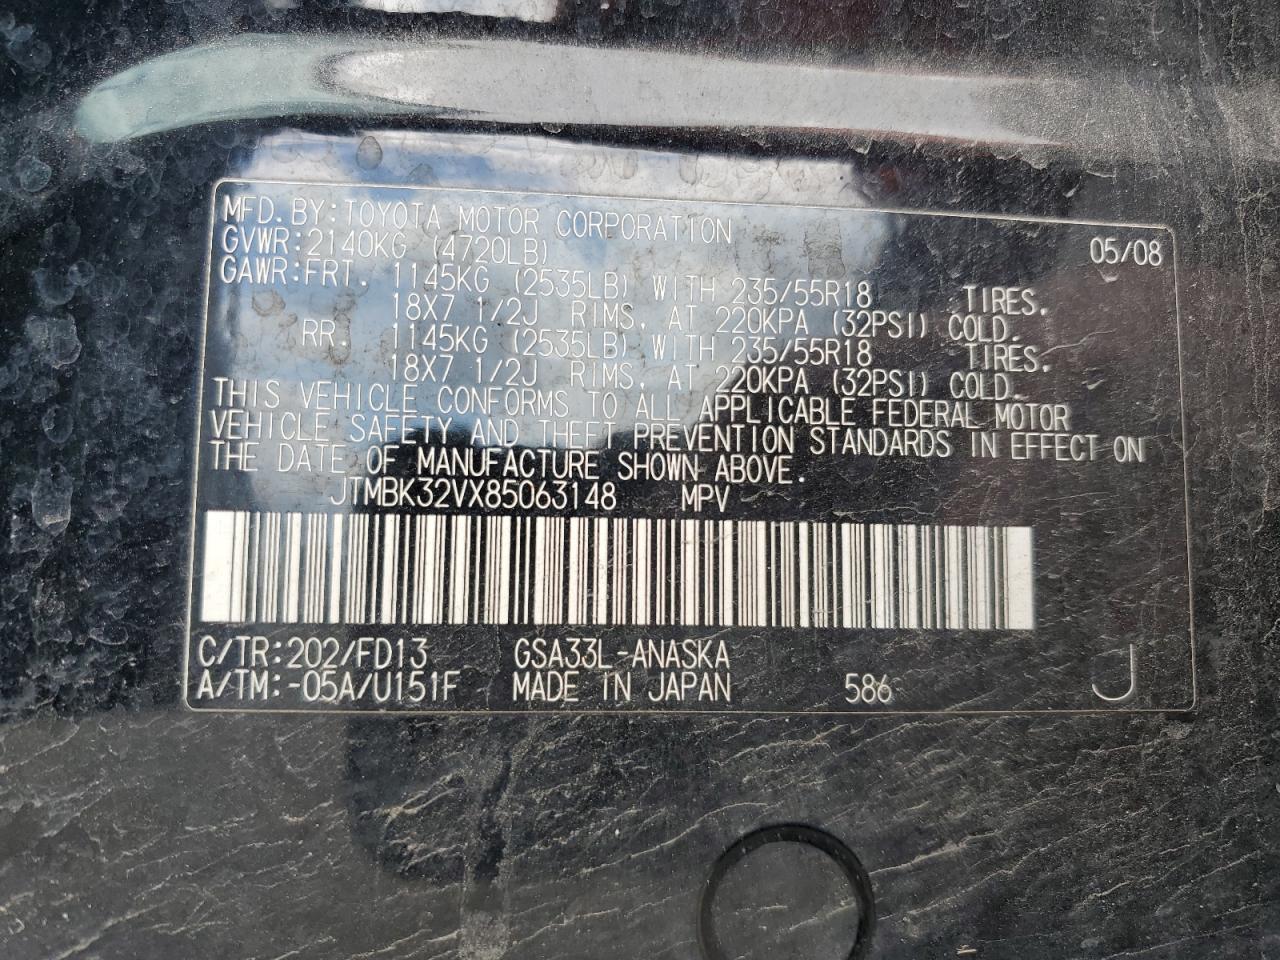 MFD. BY: TOYOTA MOTOR CORPORATION 05/08
GVWR: 2140KG (4720LB)
GAWR: FRT. 1145KG (2535LB) WITH 235/55R18 TIRES.
18X7 1/2J RIMS, AT 220KPA (32PSI) COLD.
RR. 1145KG (2535LB) WITH 235/55R18 TIRES.
18X7 1/2J RIMS, AT 220KPA (32PSI) COLD.
THIS VEHICLE CONFORMS TO ALL APPLICABLE FEDERAL MOTOR
VEHICLE SAFETY AND THEFT PREVENTION STANDARDS IN EFFECT ON
THE DATE OF MANUFACTURE SHOWN ABOVE.
JTMBK32VX85063148 MPV
C/TR: 202/FD13 GSA33L-ANASKA
A/TM: -05A/U151F MADE IN JAPAN 586 J